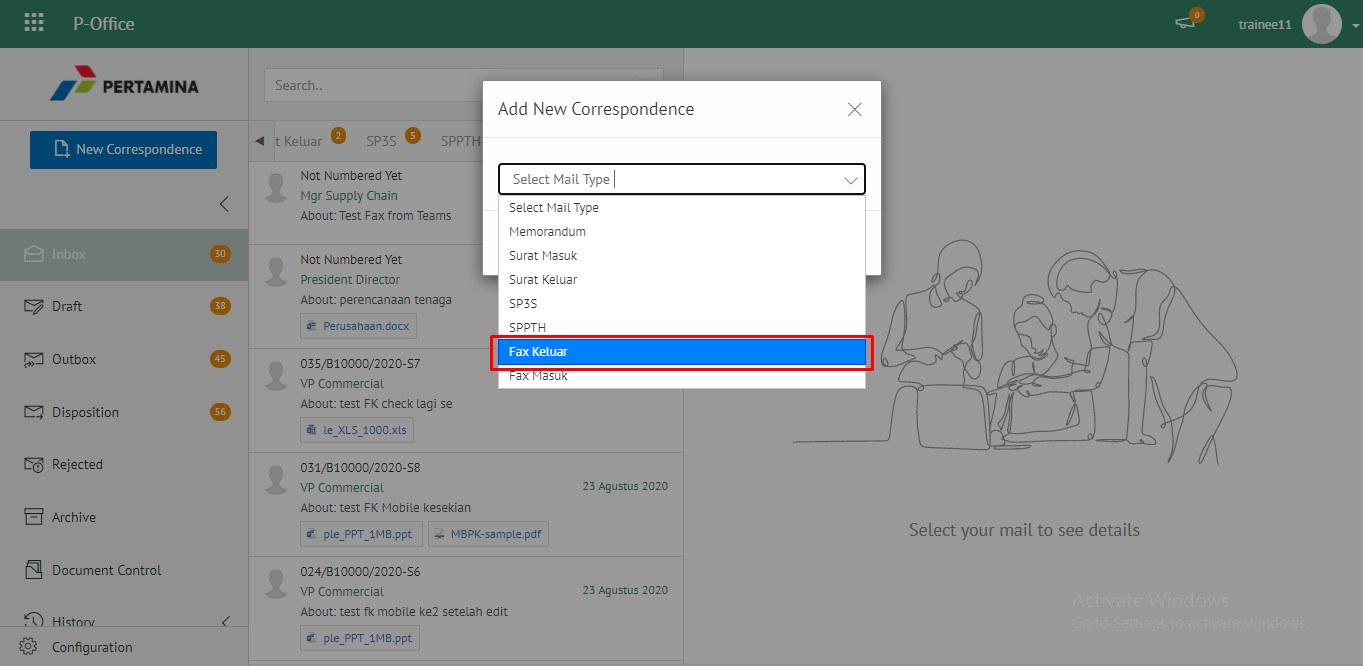 P-Office
0
trainee11
PERTAMINA
New Correspondence
Inbox
30
Draft
38
Outbox
45
Disposition
56
Rejected
Archive
Document Control
History
Configuration
Search..
t Keluar
2
SP3S
5
SPPTH
Not Numbered Yet
Mgr Supply Chain
About: Test Fax from Teams
Not Numbered Yet
President Director
About: perencanaan tenaga
Perusahaan.docx
035/B10000/2020-S7
VP Commercial
About: test FK check lagi se
le_XLS_1000.xls
031/B10000/2020-S8
VP Commercial
23 Agustus 2020
About: test FK Mobile kesekian
ple_PPT_1MB.ppt
MBPK-sample.pdf
024/B10000/2020-S6
VP Commercial
23 Agustus 2020
About: test fk mobile ke2 setelah edit
ple_PPT_1MB.ppt
Add New Correspondence
Select Mail Type
Select Mail Type
Memorandum
Surat Masuk
Surat Keluar
SP3S
SPPTH
Fax Keluar
Fax Masuk
Select your mail to see details
Activate Windows
Go to Settings to activate Windows.